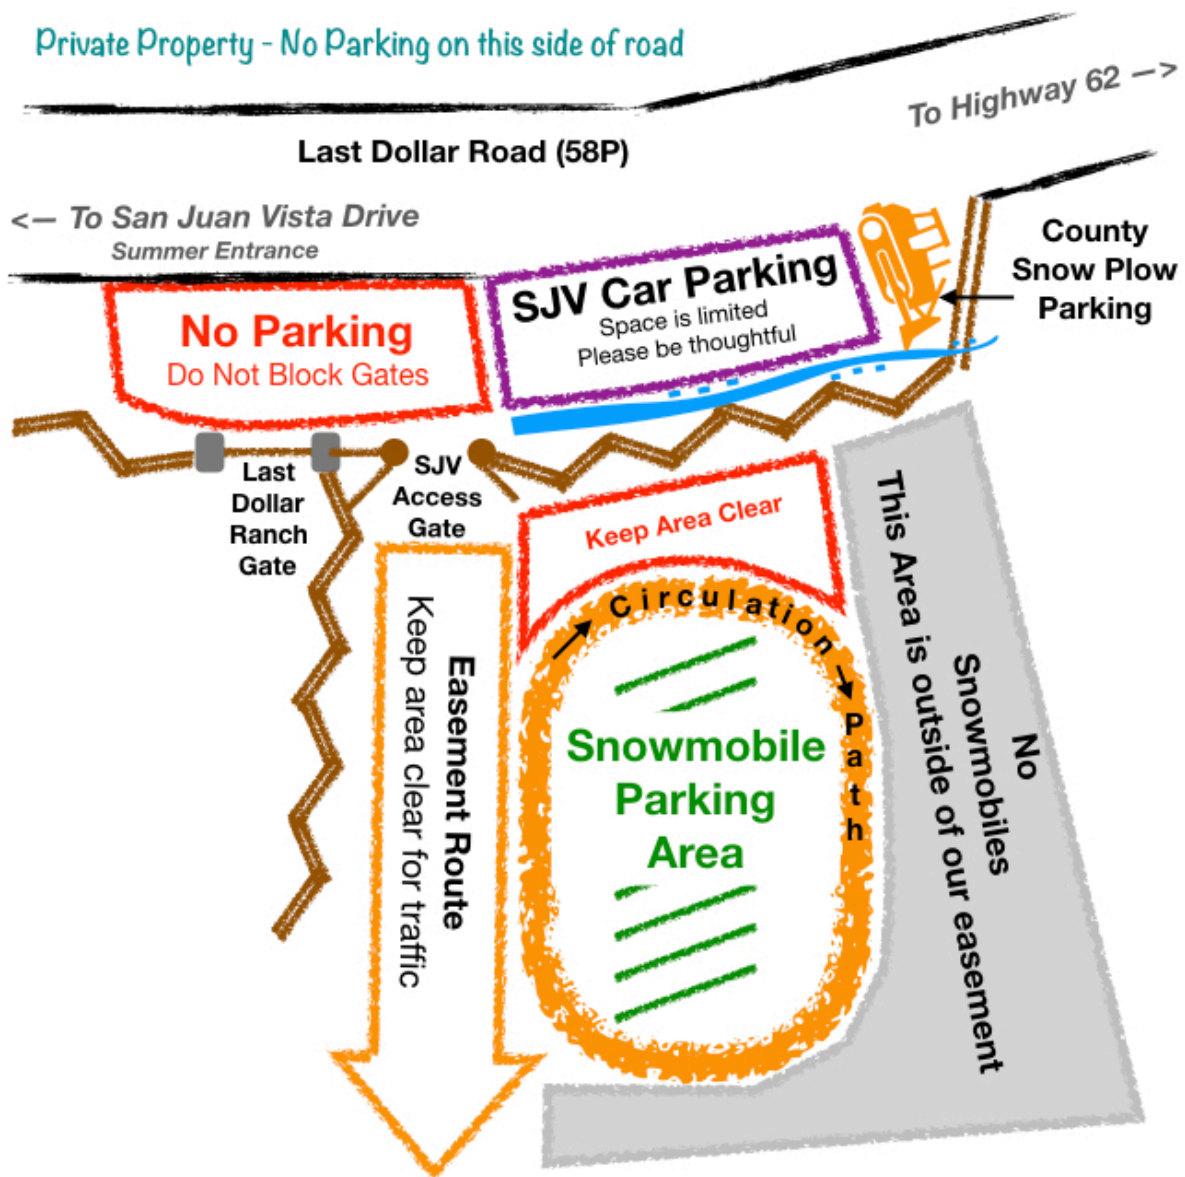 Private Property - No Parking on this side of road
To Highway 62 —>
Last Dollar Road (58P)
<— To San Juan Vista Drive
Summer Entrance
County
Snow Plow
Parking
SJV Car Parking
Space is limited
Please be thoughtful
No Parking
Do Not Block Gates
Last
Dollar
Ranch
Gate
SJV
Access
Gate
Keep Area Clear
Circulation Path
Snowmobile
Parking
Area
Easement Route
Keep area clear for traffic
No
Snowmobiles
This Area is outside of our easement